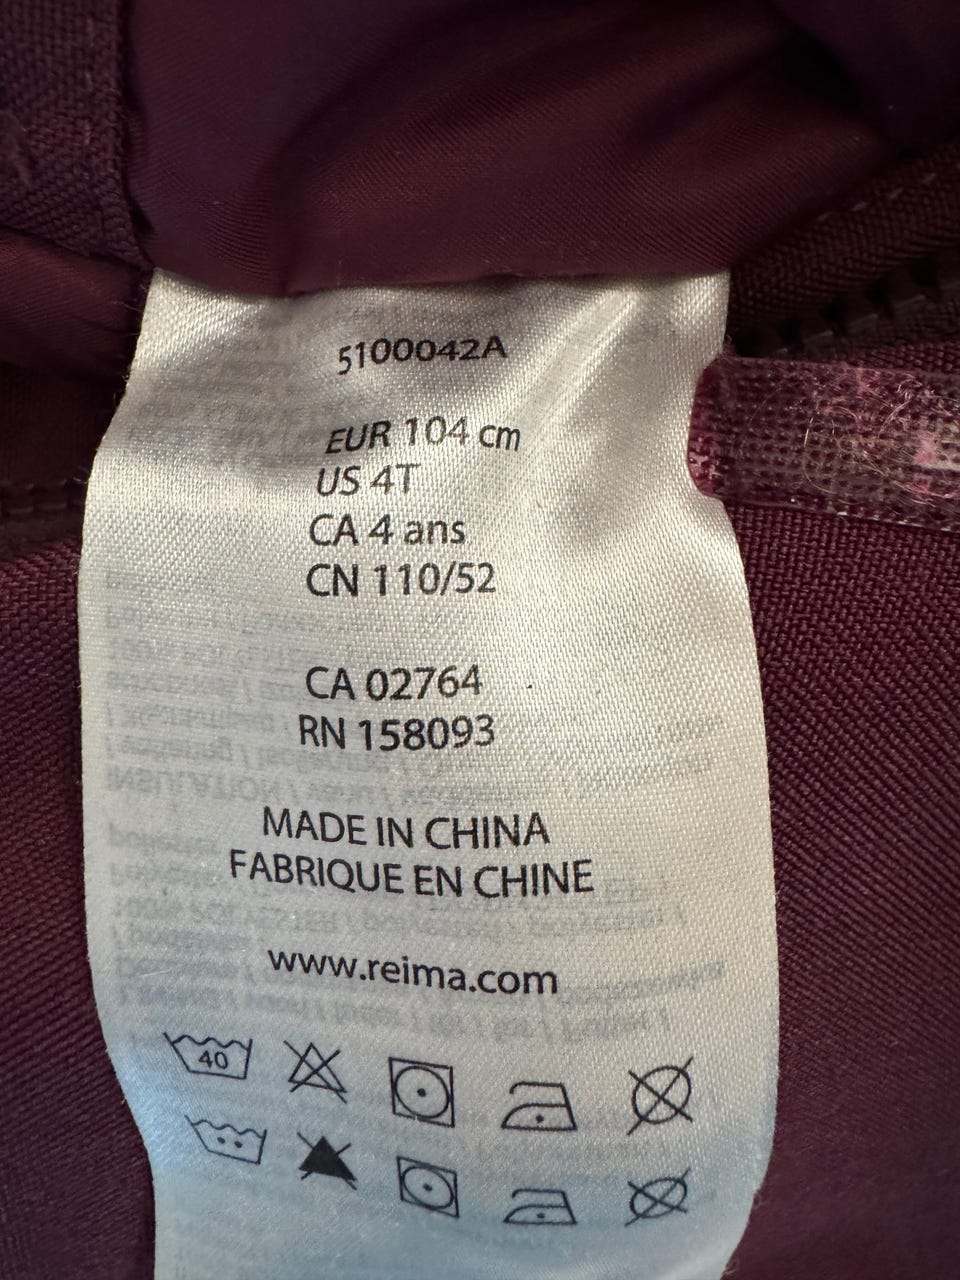 5100042A
EUR 104 cm
US 4T
CA 4 ans
CN 110/52
CA 02764
RN 158093
MADE IN CHINA
FABRIQUE EN CHINE
www.reima.com
40